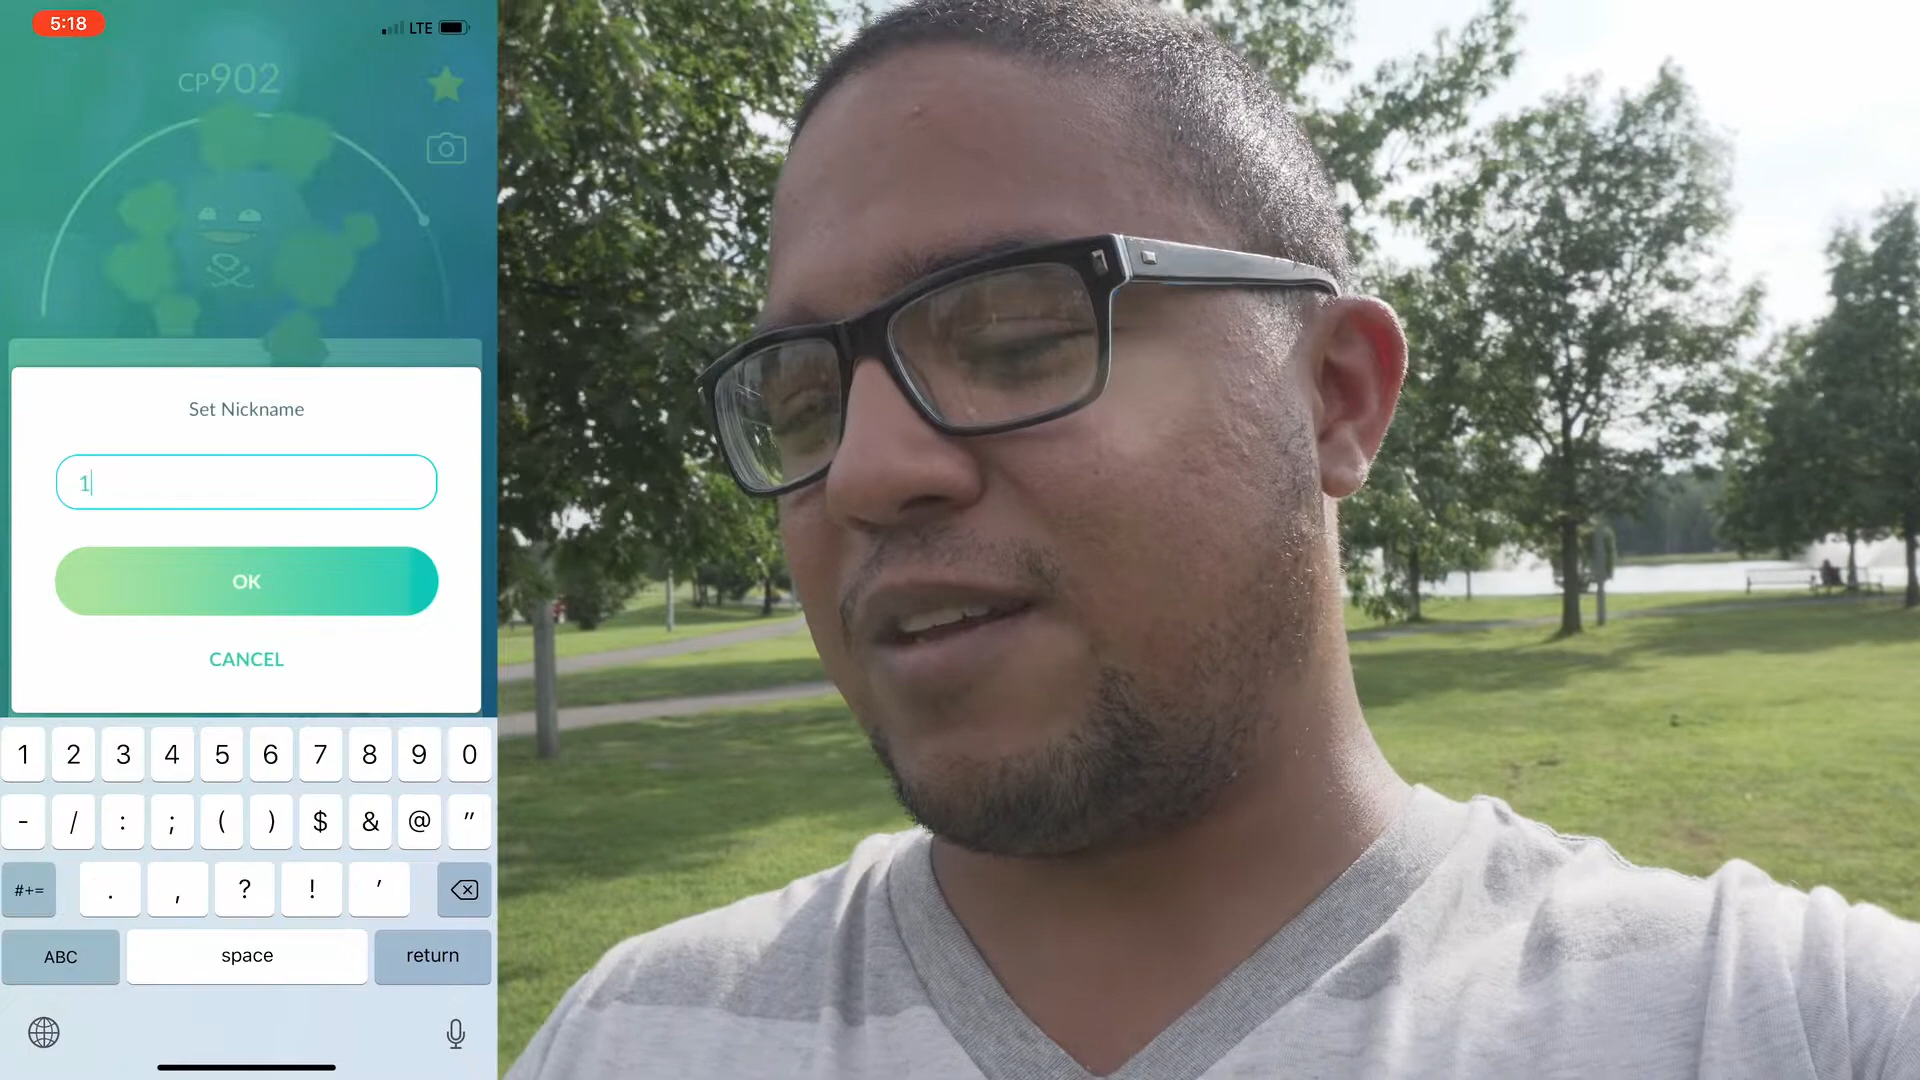 5:18
LTE
CP902
Set Nickname
1
OK
CANCEL
1 2 3 4 5 6 7 8 9 0
- / : ; ( ) $ & @ "
#+= . , ? ! '
ABC space return